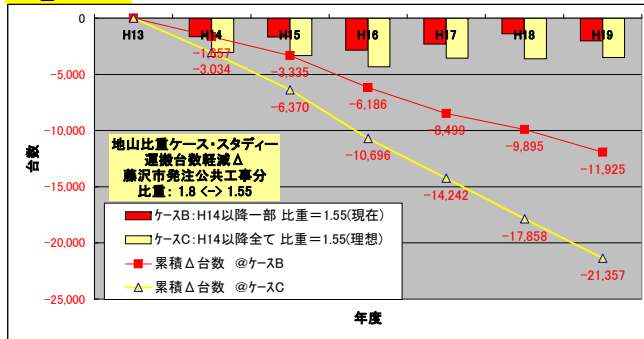 0
H13
H14
H15
H16
H17
H18
H19
-5,000
-10,000
-15,000
-20,000
-25,000
台数
年度
-3,034
-3,335
-6,370
-6,186
-10,696
-8,499
-14,242
-9,895
-17,858
-11,925
-21,357
地山比重ケース・スタディー
運搬台数軽減Δ
藤沢市発注公共工事分
比重: 1.8 <-> 1.55
ケースB:H14以降一部 比重=1.55(現在)
ケースC:H14以降全て 比重=1.55(理想)
累積Δ台数 @ケースB
累積Δ台数 @ケースC